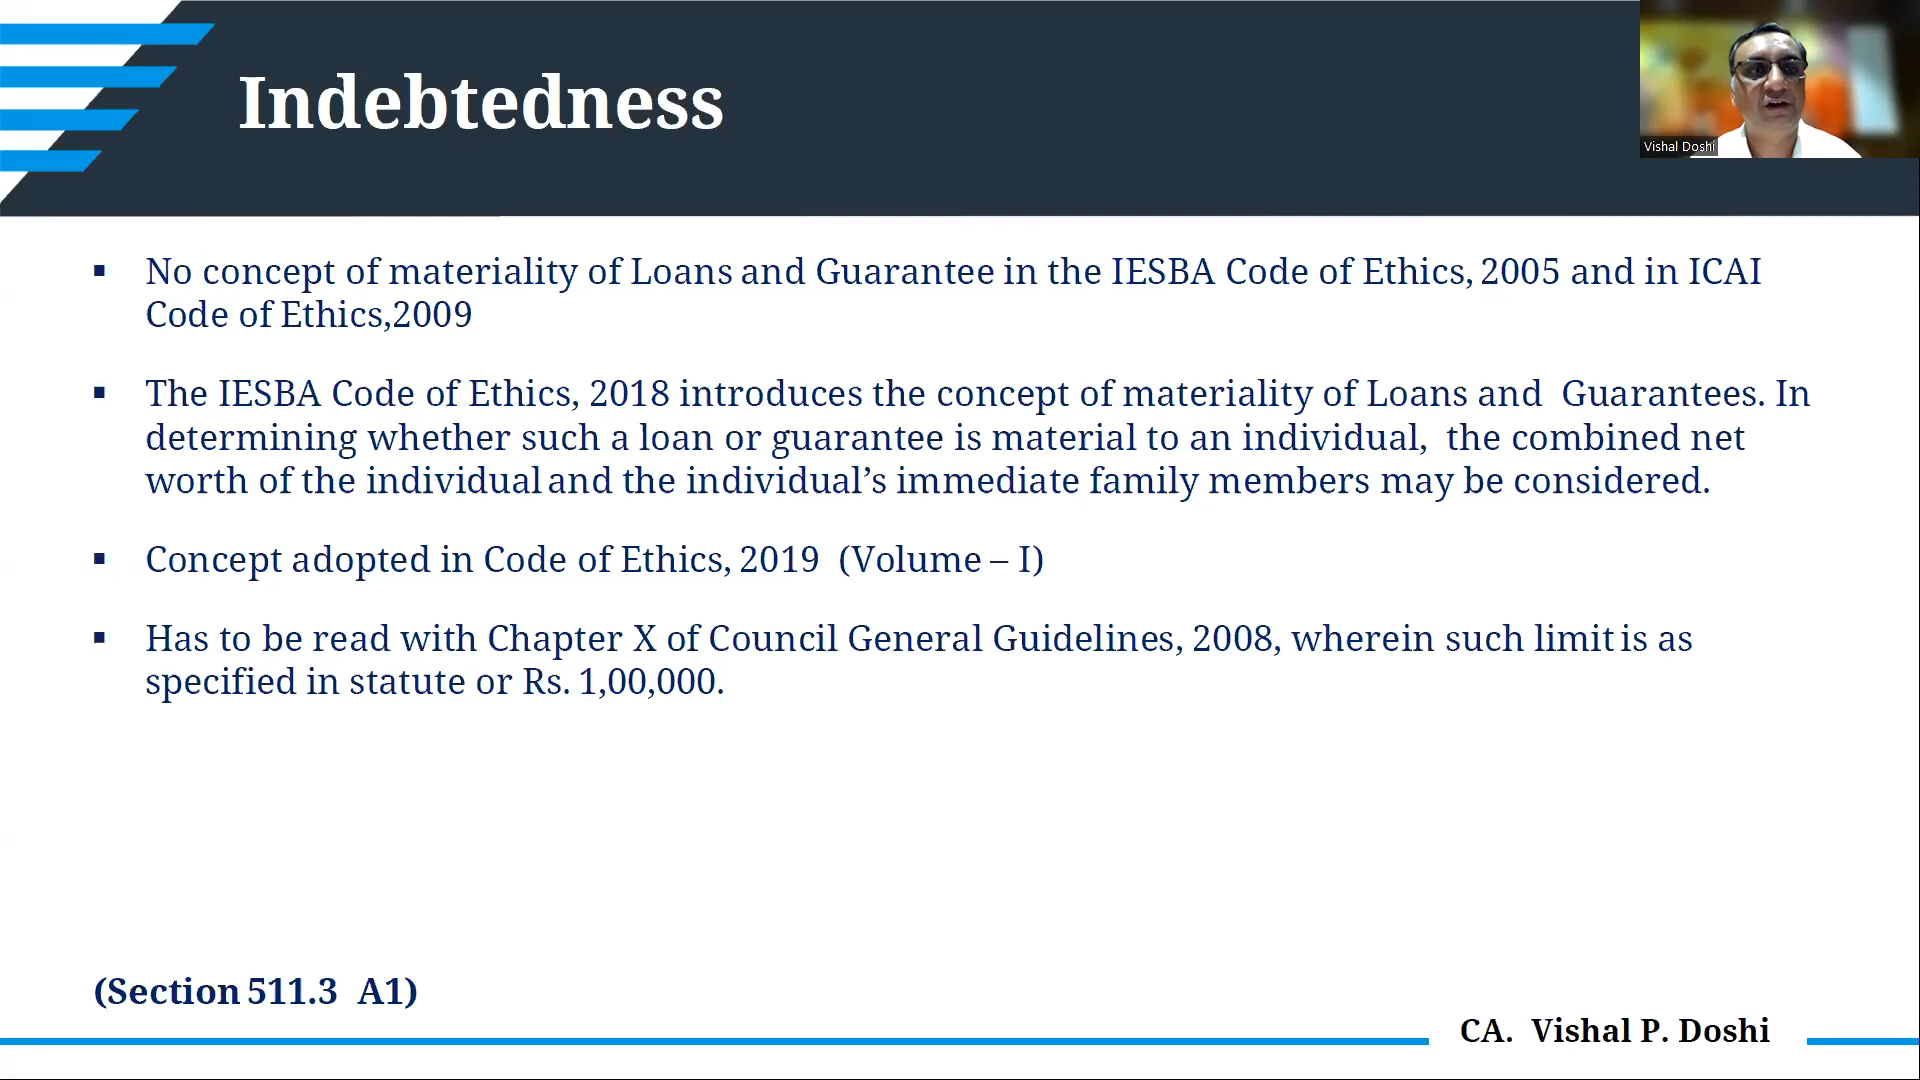 Indebtedness
Vishal Doshi
▪ No concept of materiality of Loans and Guarantee in the IESBA Code of Ethics, 2005 and in ICAI
Code of Ethics,2009
▪ The IESBA Code of Ethics, 2018 introduces the concept of materiality of Loans and Guarantees. In
determining whether such a loan or guarantee is material to an individual, the combined net
worth of the individual and the individual’s immediate family members may be considered.
▪ Concept adopted in Code of Ethics, 2019 (Volume – I)
▪ Has to be read with Chapter X of Council General Guidelines, 2008, wherein such limit is as
specified in statute or Rs. 1,00,000.
(Section 511.3 A1)
CA. Vishal P. Doshi